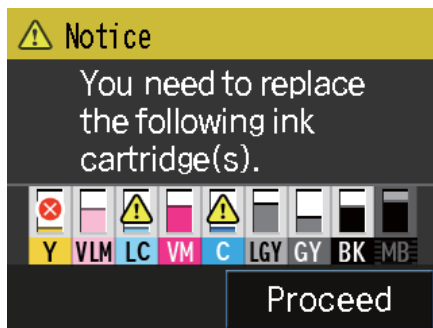 Notice
You need to replace
the following ink
cartridge(s).
Y VLM LC VM C LGY GY BK MB
Proceed